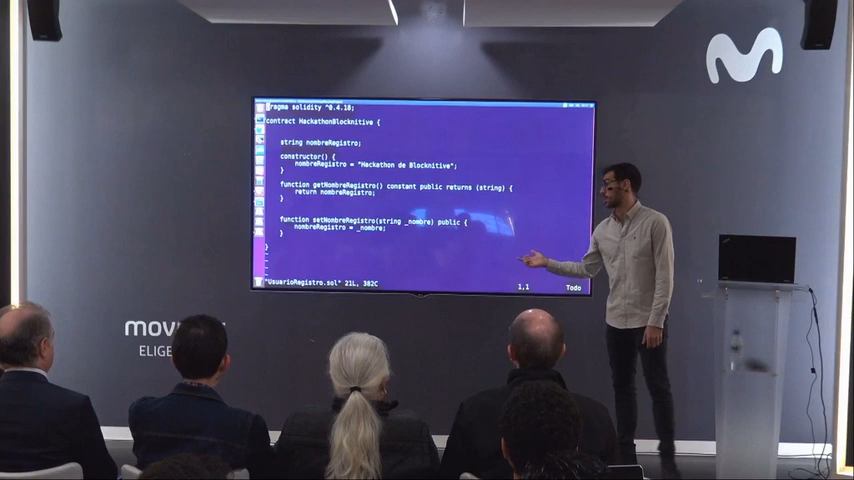 ragma solidity ^0.4.18;
contract HackathonBlocknitive {
string nombreRegistro;
constructor() {
nombreRegistro = "Hackathon de Blocknitive";
}
function getNombreRegistro() constant public returns (string) {
return nombreRegistro;
}
function setNombreRegistro(string _nombre) public {
nombreRegistro = _nombre;
}
}
~
~
"UsuarioRegistro.sol" 21L, 382C 1,1 Todo
ELIGE